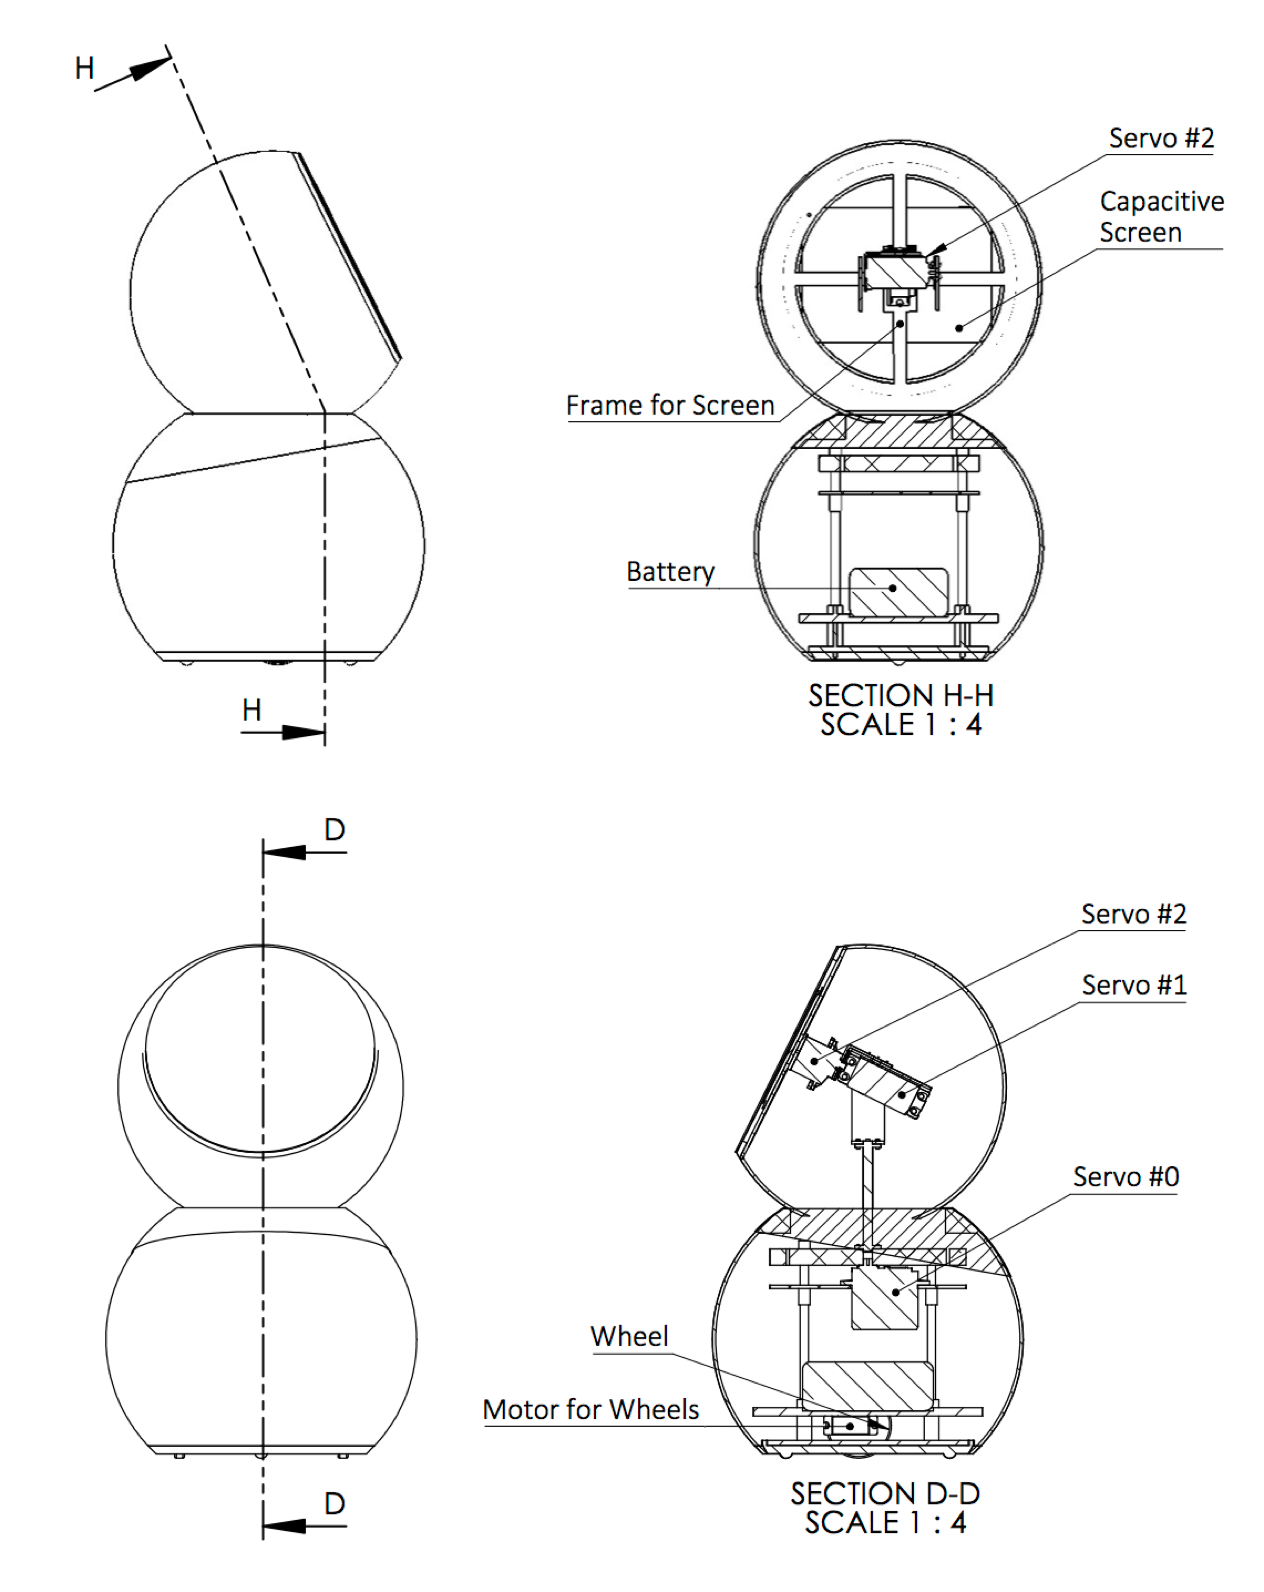 H
Servo #2
Capacitive
Screen
Frame for Screen
Battery
H
SECTION H-H
SCALE 1 : 4
D
Servo #2
Servo #1
Servo #0
Wheel
Motor for Wheels
D
SECTION D-D
SCALE 1 : 4